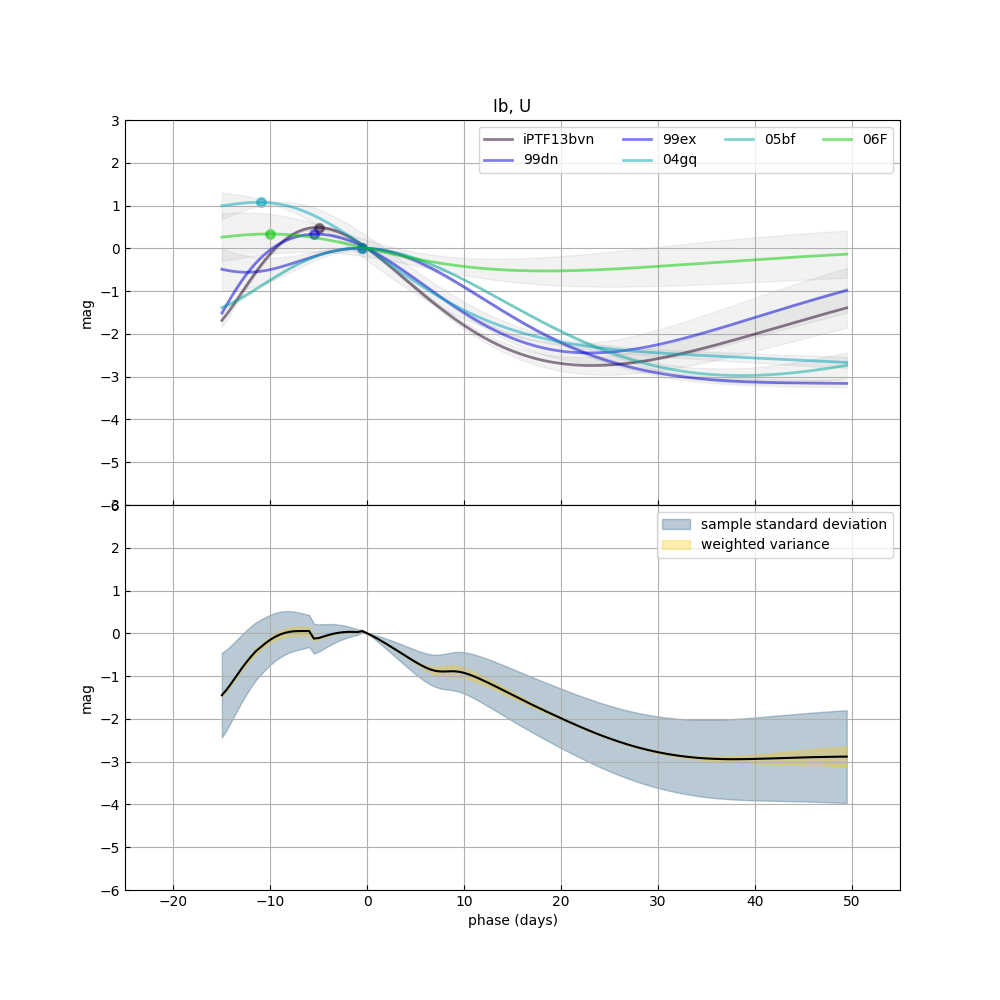 Ib, U
3
2
1
0
−1
−2
−3
−4
−5
mag
iPTF13bvn 99ex 05bf 06F
99dn 04gq
3
2
1
0
−1
−2
−3
−4
−5
−6
mag
sample standard deviation
weighted variance
−20 −10 0 10 20 30 40 50
phase (days)